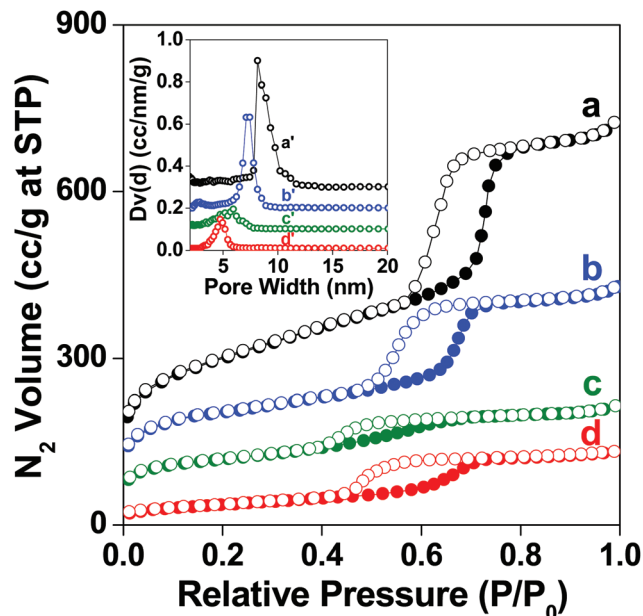 900
600
300
0
N₂ Volume (cc/g at STP)
0.0 0.2 0.4 0.6 0.8 1.0
Relative Pressure (P/P₀)
a
b
c
d
1.0
0.8
0.6
0.4
0.2
0.0
Dv(d) (cc/nm/g)
a'
b'
c'
d'
5 10 15 20
Pore Width (nm)